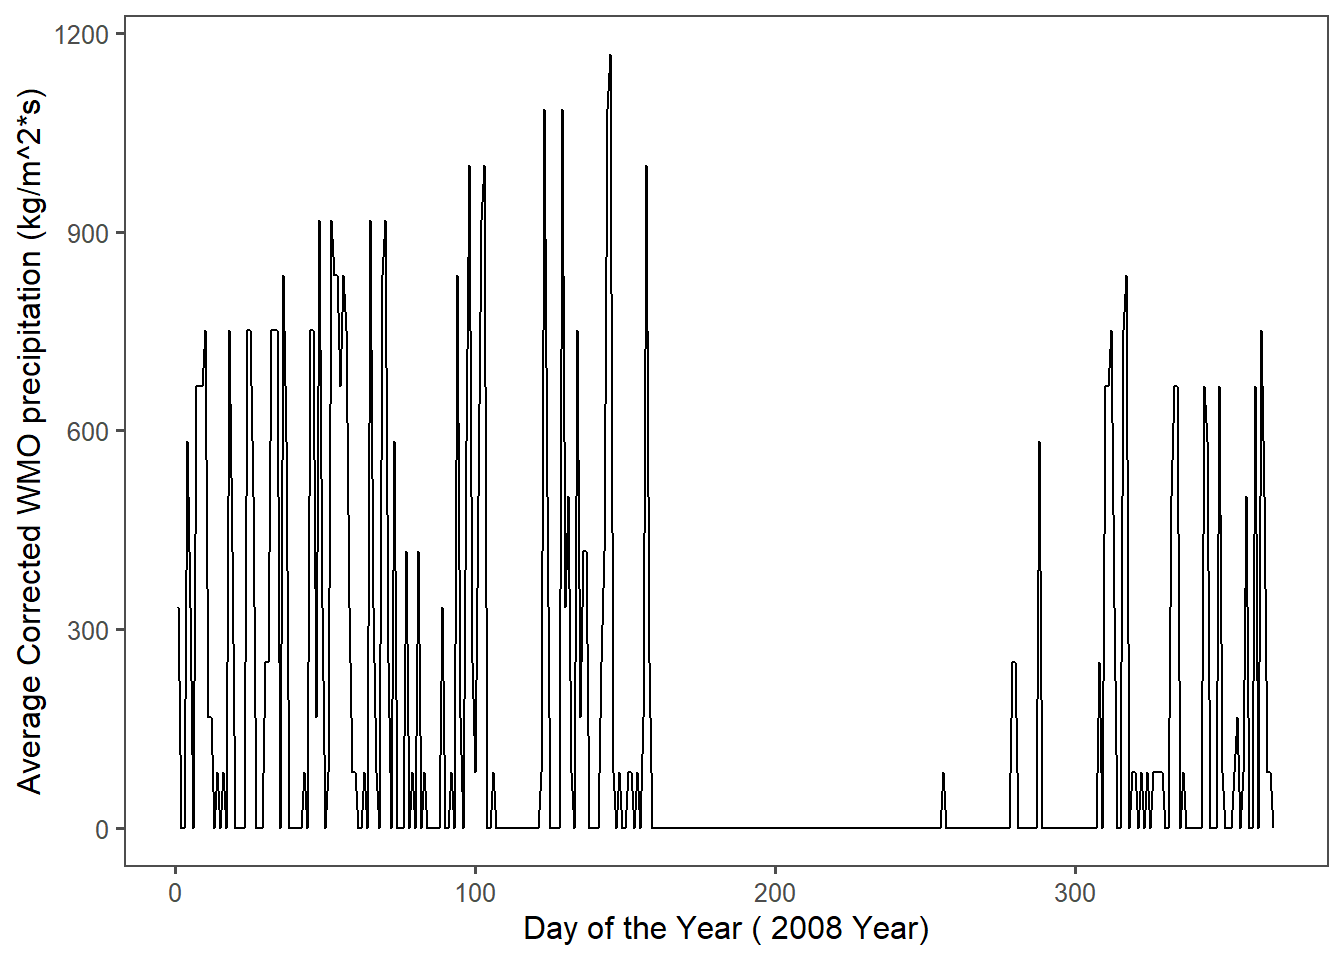 1200
900
600
300
0
Average Corrected WMO precipitation (kg/m^2*s)
0 100 200 300
Day of the Year ( 2008 Year)